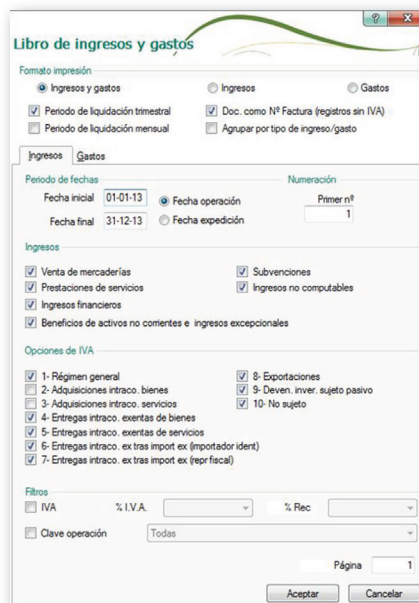 Libro de ingresos y gastos
Formato impresión
Ingresos y gastos Ingresos Gastos
Periodo de liquidación trimestral Doc. como Nº Factura (registros sin IVA)
Periodo de liquidación mensual Agrupar por tipo de ingreso/gasto
Ingresos Gastos
Periodo de fechas Numeración
Fecha inicial 01-01-13 Fecha operación Primer nº
Fecha final 31-12-13 Fecha expedición 1
Ingresos
Venta de mercaderías Subvenciones
Prestaciones de servicios Ingresos no computables
Ingresos financieros
Beneficios de activos no corrientes e ingresos excepcionales
Opciones de IVA
1- Régimen general 8- Exportaciones
2- Adquisiciones intraco. bienes 9- Deven. inver. sujeto pasivo
3- Adquisiciones intraco. servicios 10- No sujeto
4- Entregas intraco. exentas de bienes
5- Entregas intraco. exentas de servicios
6- Entregas intraco. ex tras import ex (importador ident)
7- Entregas intraco. ex tras import ex (repr fiscal)
Filtros
IVA % I.V.A. % Rec
Clave operación Todas
Página 1
Aceptar Cancelar